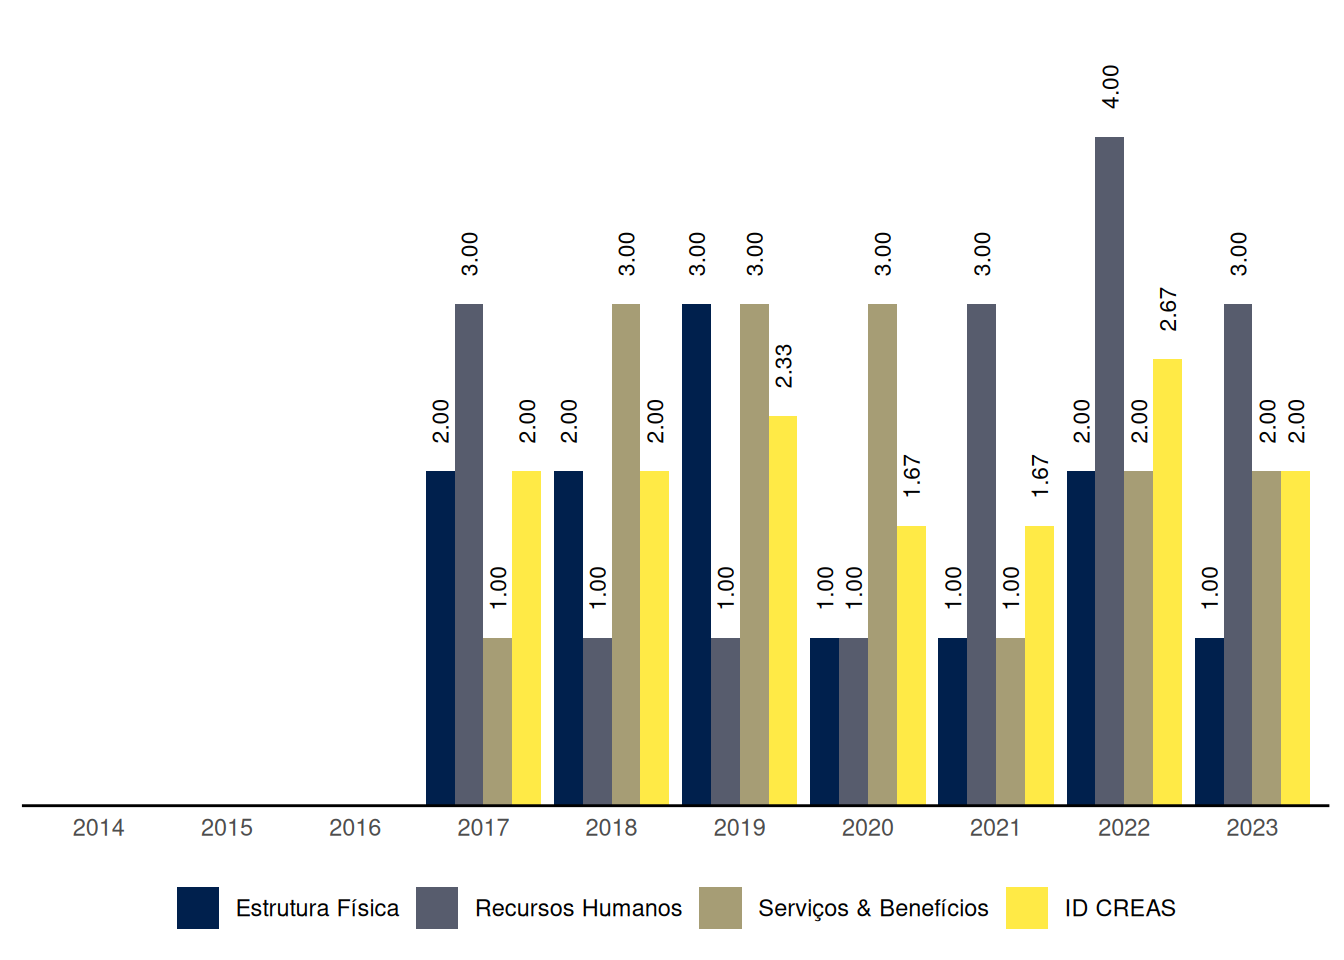 4.00
3.00 3.00 3.00 3.00 3.00 3.00 3.00
2.67
2.33
2.00 2.00 2.00 2.00 2.00 2.00 2.00 2.00
1.67 1.67
1.00 1.00 1.00 1.00 1.00 1.00 1.00 1.00
2014 2015 2016 2017 2018 2019 2020 2021 2022 2023
Estrutura Física Recursos Humanos Serviços & Benefícios ID CREAS